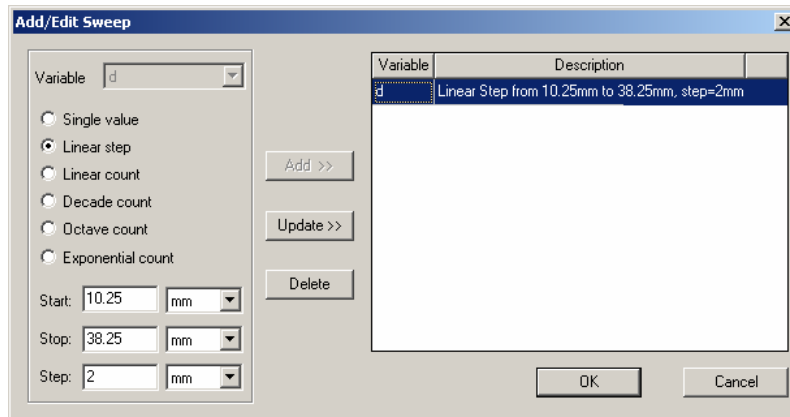 Add/Edit Sweep
Variable d
Single value
Linear step
Linear count
Decade count
Octave count
Exponential count
Start: 10.25 mm
Stop: 38.25 mm
Step: 2 mm
Add >>
Update >>
Delete
Variable Description
d Linear Step from 10.25mm to 38.25mm, step=2mm
OK Cancel